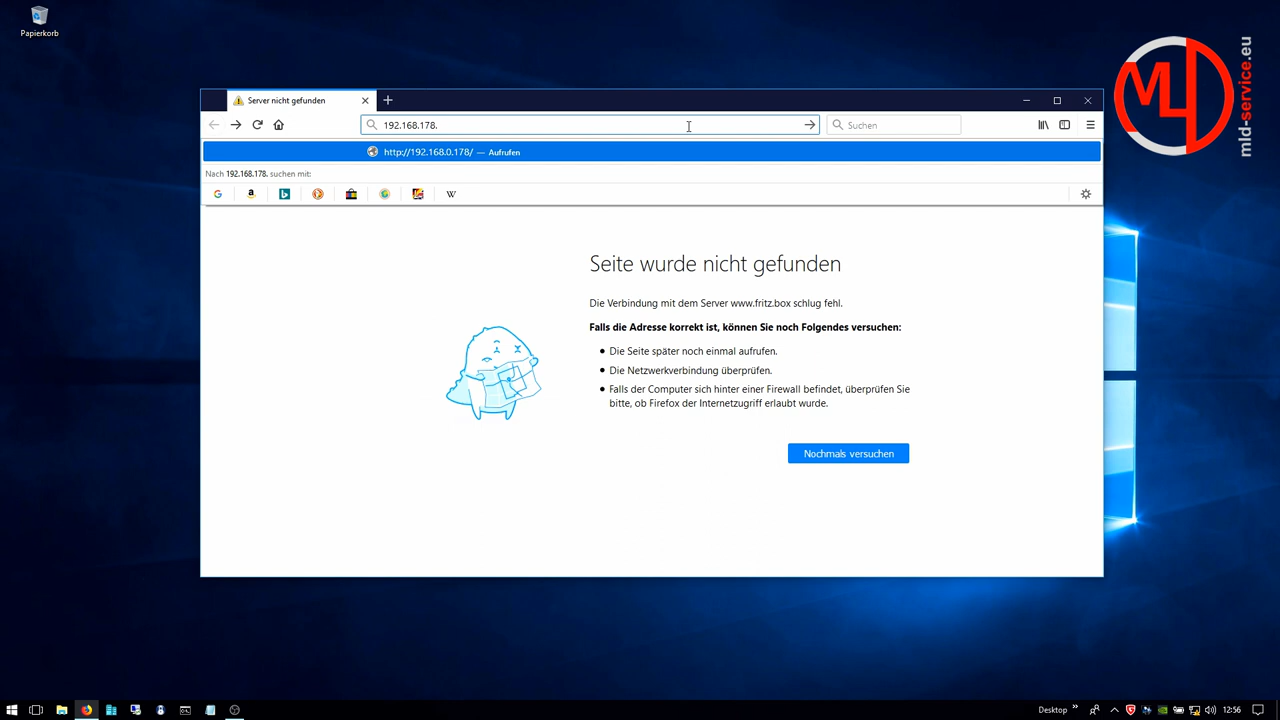 Papierkorb
mld-service.eu
Server nicht gefunden
192.168.178.
Suchen
http://192.168.0.178/ — Aufrufen
Nach 192.168.178. suchen mit:
Seite wurde nicht gefunden
Die Verbindung mit dem Server www.fritz.box schlug fehl.
Falls die Adresse korrekt ist, können Sie noch Folgendes versuchen:
Die Seite später noch einmal aufrufen.
Die Netzwerkverbindung überprüfen.
Falls der Computer sich hinter einer Firewall befindet, überprüfen Sie
bitte, ob Firefox der Internetzugriff erlaubt wurde.
Nochmals versuchen
Desktop
12:56